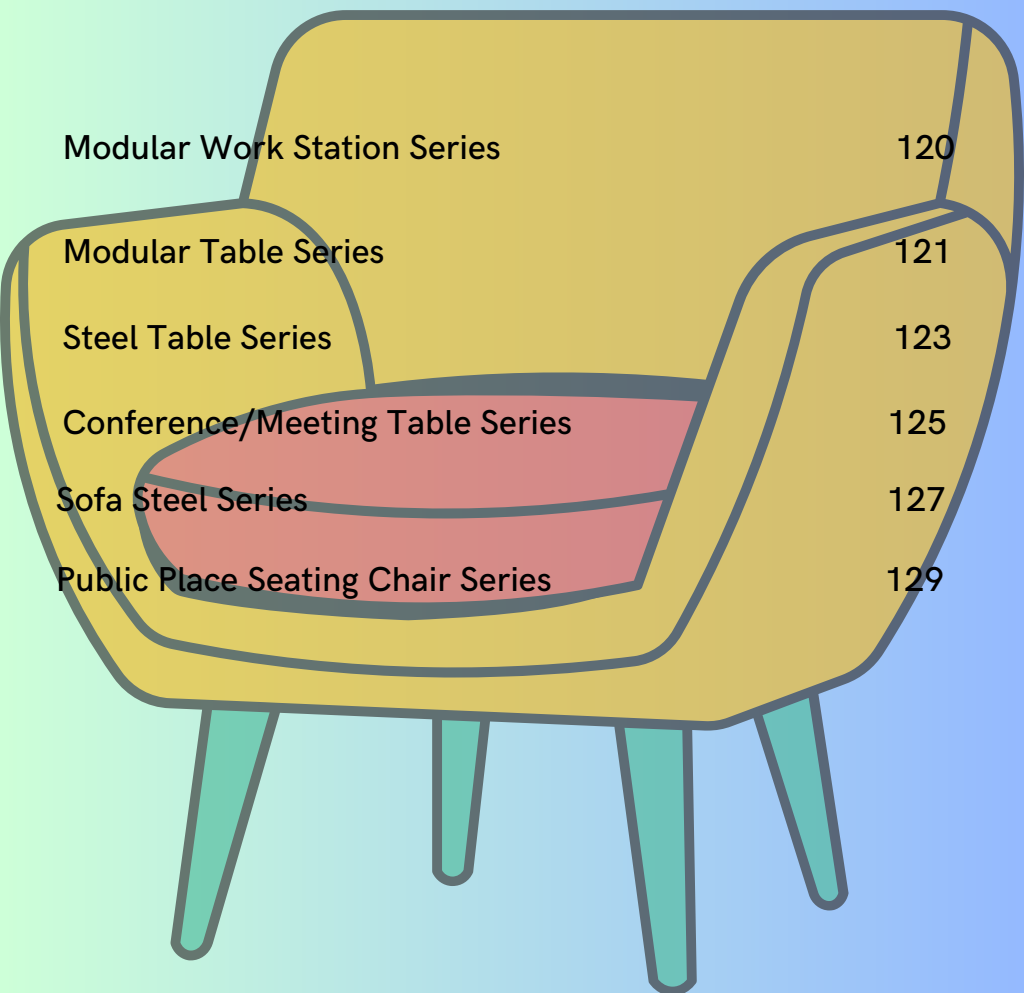 Modular Work Station Series 120
Modular Table Series 121
Steel Table Series 123
Conference/Meeting Table Series 125
Sofa Steel Series 127
Public Place Seating Chair Series 129